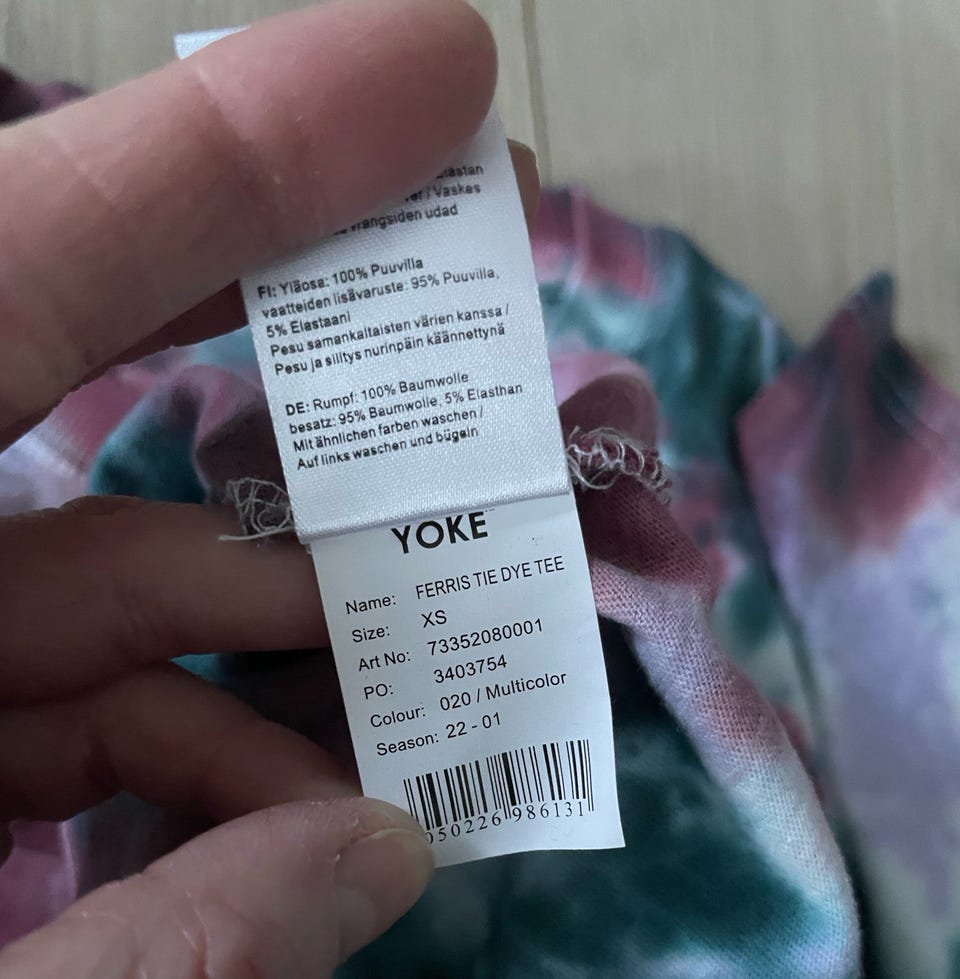 / Vaskes
vrangsiden udad
FI: Yläosa: 100% Puuvilla
vaatteiden lisävaruste: 95% Puuvilla,
5% Elastaani
Pesu samankaltaisten värien kanssa /
Pesu ja silitys nurinpäin käännettynä
DE: Rumpf: 100% Baumwolle
besatz: 95% Baumwolle, 5% Elasthan
Mit ähnlichen farben waschen /
Auf links waschen und bügeln
YOKE
Name: FERRIS TIE DYE TEE
Size: XS
Art No: 73352080001
PO: 3403754
Colour: 020 / Multicolor
Season: 22 - 01
050226 986131